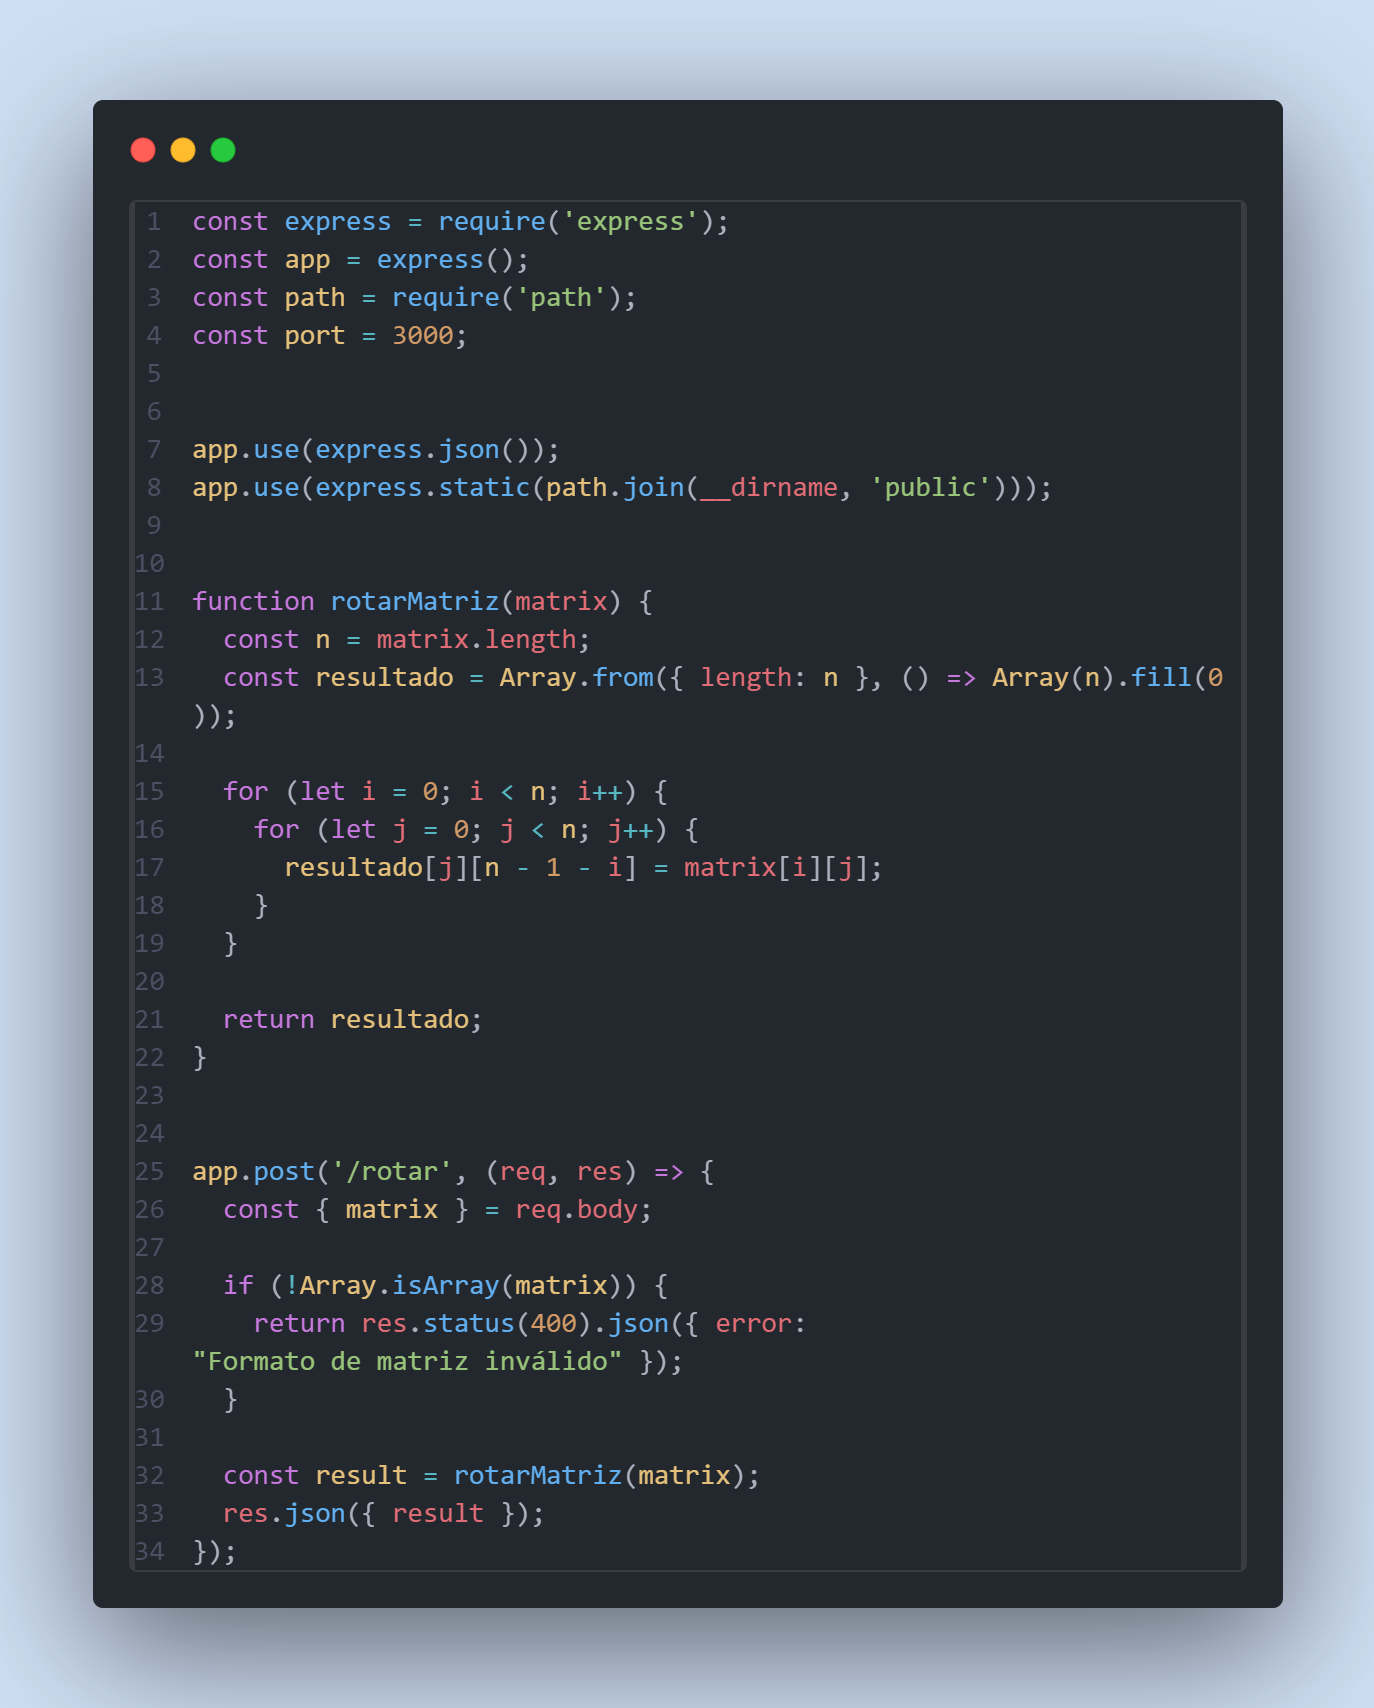 1 const express = require('express');
2 const app = express();
3 const path = require('path');
4 const port = 3000;
5
6
7 app.use(express.json());
8 app.use(express.static(path.join(__dirname, 'public')));
9
10
11 function rotarMatriz(matrix) {
12   const n = matrix.length;
13   const resultado = Array.from({ length: n }, () => Array(n).fill(0
));
14
15   for (let i = 0; i < n; i++) {
16     for (let j = 0; j < n; j++) {
17       resultado[j][n - 1 - i] = matrix[i][j];
18     }
19   }
20
21   return resultado;
22 }
23
24
25 app.post('/rotar', (req, res) => {
26   const { matrix } = req.body;
27
28   if (!Array.isArray(matrix)) {
29     return res.status(400).json({ error:
"Formato de matriz inválido" });
30   }
31
32   const result = rotarMatriz(matrix);
33   res.json({ result });
34 });